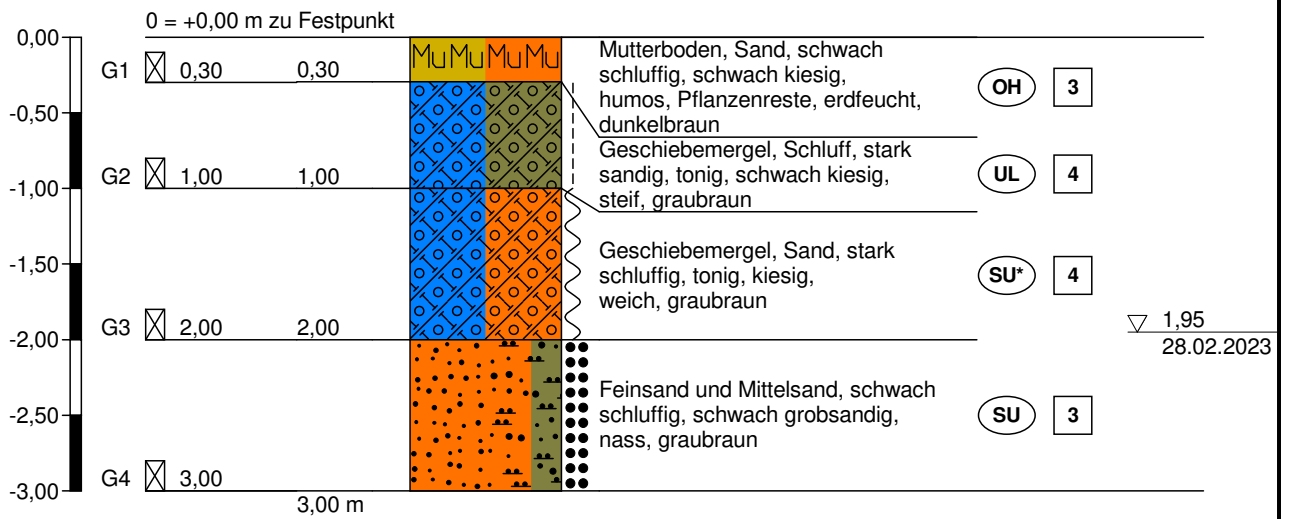 0 = +0,00 m zu Festpunkt
0,00
Mu Mu Mu Mu
Mutterboden, Sand, schwach
schluffig, schwach kiesig,
humos, Pflanzenreste, erdfeucht,
dunkelbraun
OH 3
G1 0,30 0,30
-0,50
Geschiebemergel, Schluff, stark
sandig, tonig, schwach kiesig,
steif, graubraun
UL 4
G2 1,00 1,00
-1,00
Geschiebemergel, Sand, stark
schluffig, tonig, kiesig,
weich, graubraun
SU* 4
-1,50
G3 2,00 2,00
1,95
28.02.2023
-2,00
Feinsand und Mittelsand, schwach
schluffig, schwach grobsandig,
nass, graubraun
SU 3
-2,50
G4 3,00
-3,00
3,00 m